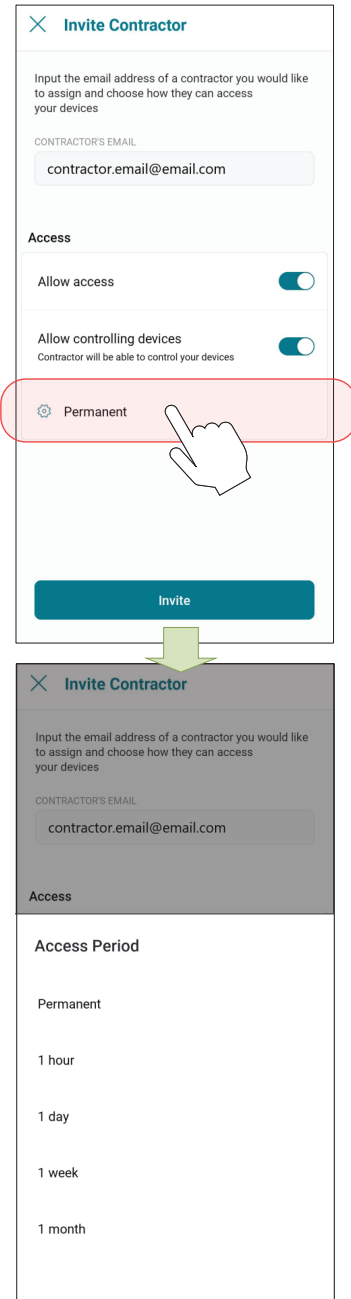 Invite Contractor
Input the email address of a contractor you would like
to assign and choose how they can access
your devices
CONTRACTOR'S EMAIL
contractor.email@email.com
Access
Allow access
Allow controlling devices
Contractor will be able to control your devices
Permanent
Invite
Invite Contractor
Input the email address of a contractor you would like
to assign and choose how they can access
your devices
CONTRACTOR'S EMAIL
contractor.email@email.com
Access
Access Period
Permanent
1 hour
1 day
1 week
1 month